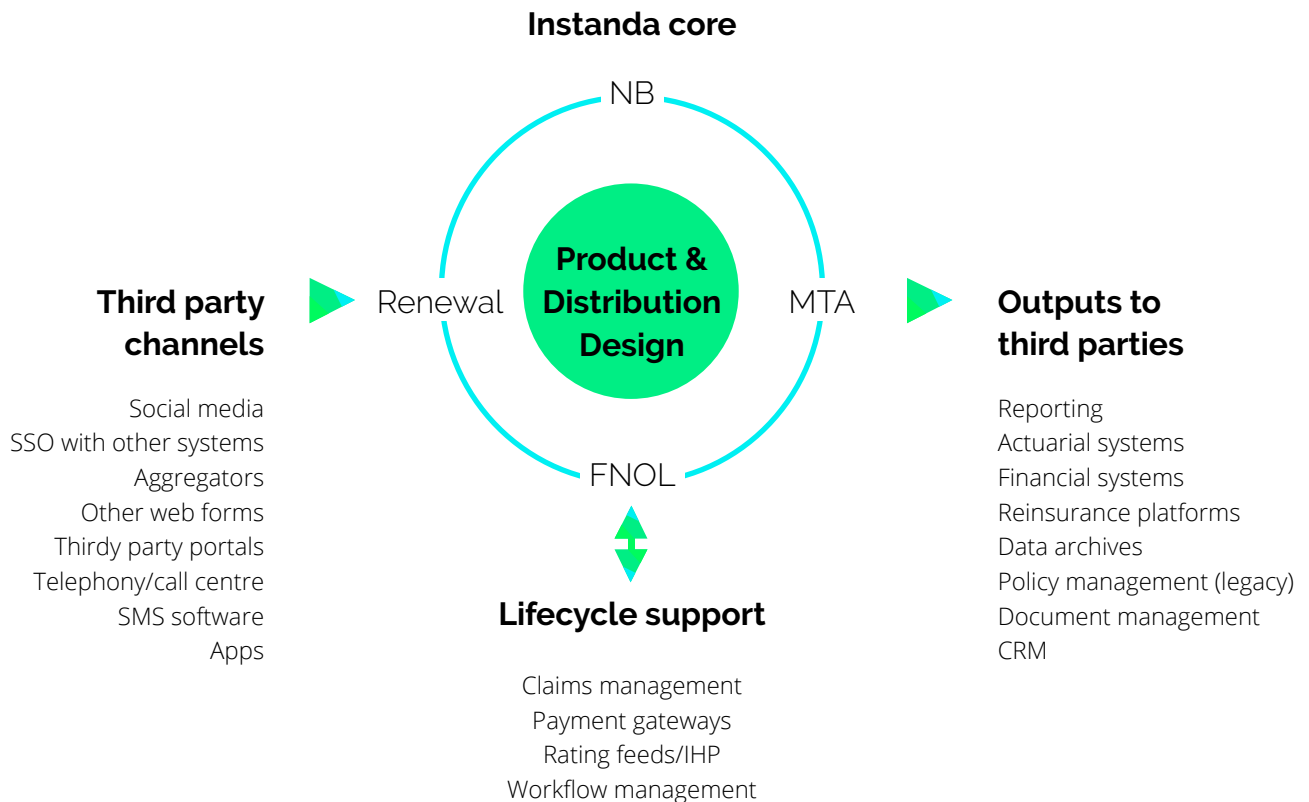 Instanda core
NB
Renewal
Product &
Distribution
Design
MTA
FNOL
Third party
channels
Social media
SSO with other systems
Aggregators
Other web forms
Thirdy party portals
Telephony/call centre
SMS software
Apps
Lifecycle support
Claims management
Payment gateways
Rating feeds/IHP
Workflow management
Outputs to
third parties
Reporting
Actuarial systems
Financial systems
Reinsurance platforms
Data archives
Policy management (legacy)
Document management
CRM